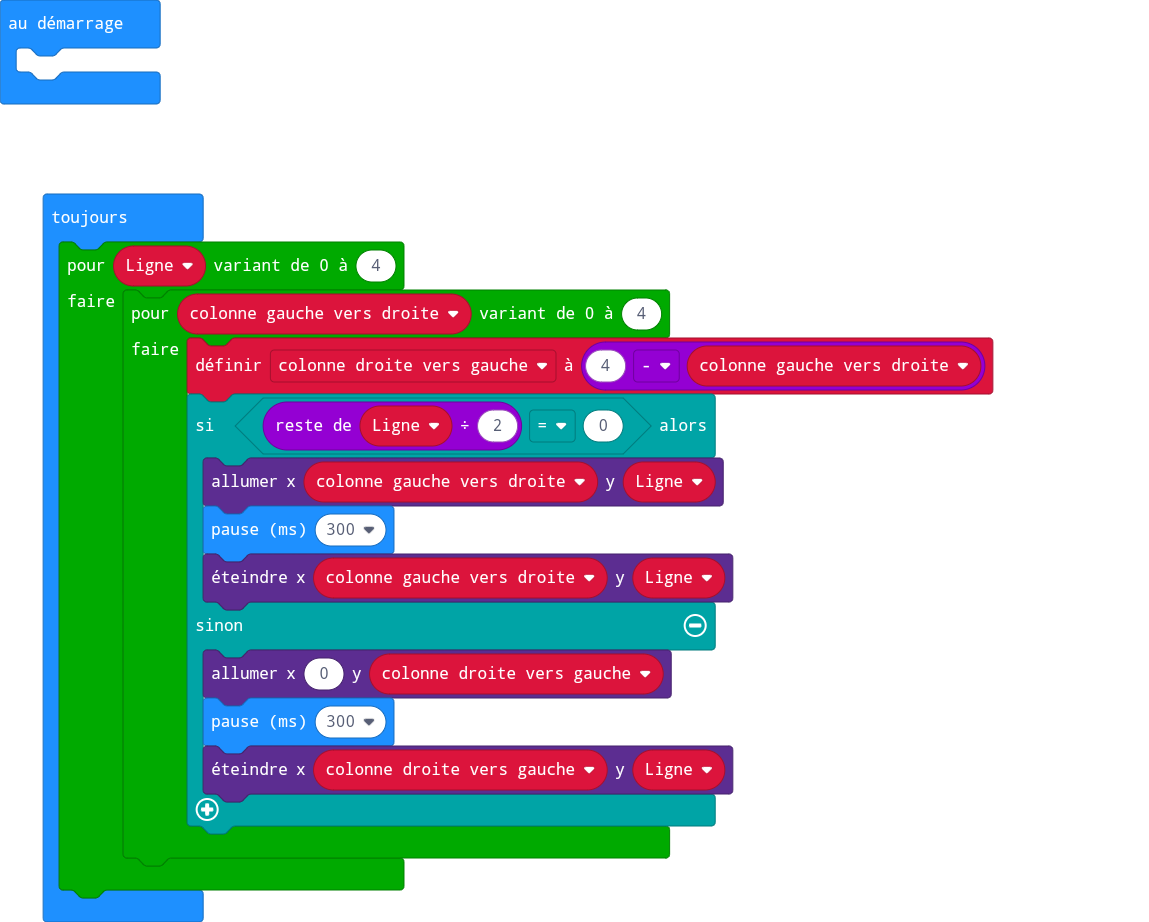 au démarrage
toujours
pour Ligne variant de 0 à 4
faire
pour colonne gauche vers droite variant de 0 à 4
faire
définir colonne droite vers gauche à 4 - colonne gauche vers droite
si reste de Ligne ÷ 2 = 0 alors
allumer x colonne gauche vers droite y Ligne
pause (ms) 300
éteindre x colonne gauche vers droite y Ligne
sinon
allumer x 0 y colonne droite vers gauche
pause (ms) 300
éteindre x colonne droite vers gauche y Ligne